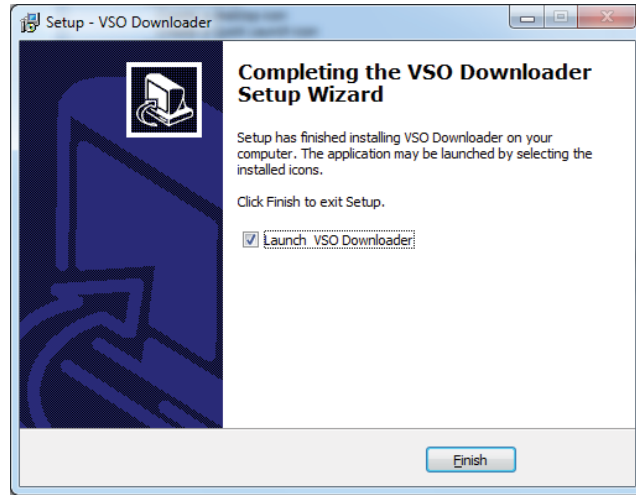 Setup - VSO Downloader
Completing the VSO Downloader
Setup Wizard
Setup has finished installing VSO Downloader on your
computer. The application may be launched by selecting the
installed icons.
Click Finish to exit Setup.
Launch VSO Downloader
Finish